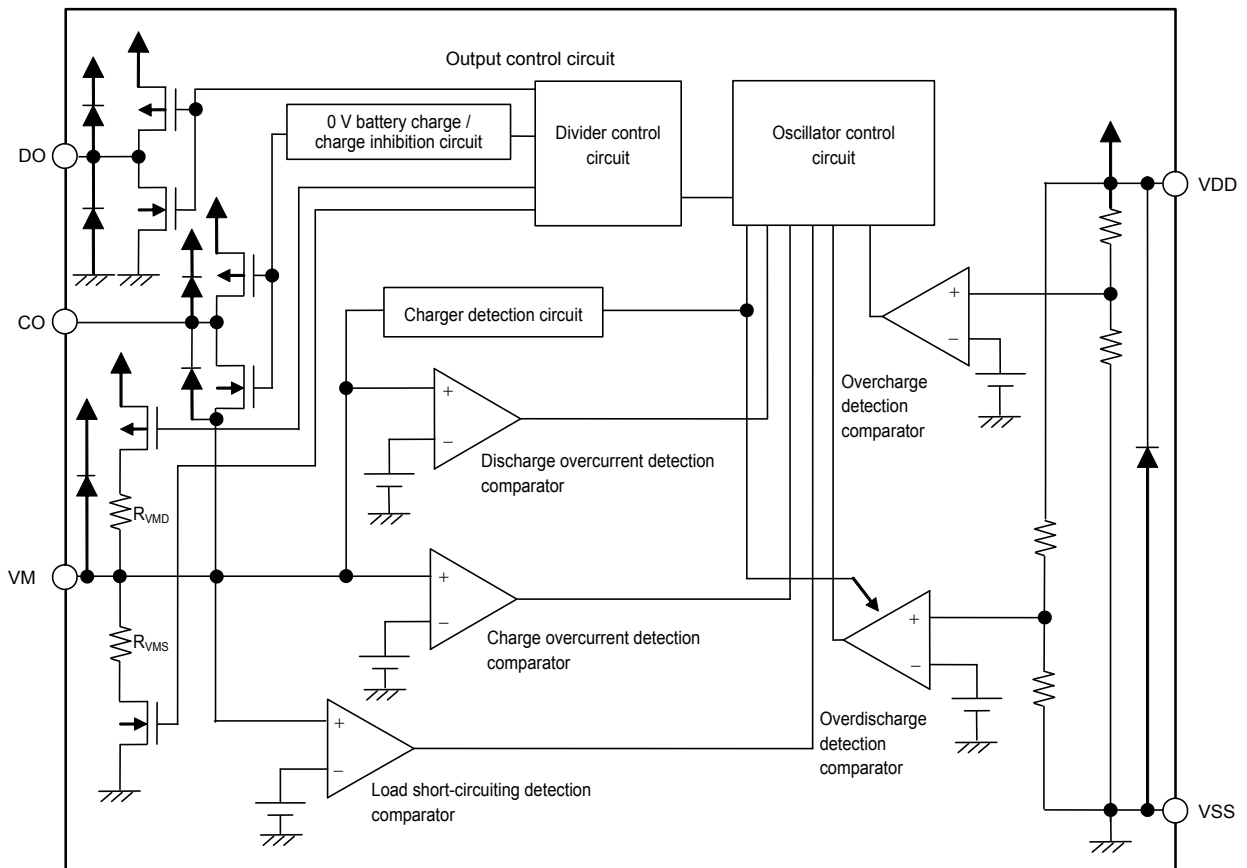 Output control circuit
DO
0 V battery charge /
charge inhibition circuit
Divider control
circuit
Oscillator control
circuit
VDD
CO
Charger detection circuit
+
−
Overcharge
detection
comparator
+
−
Discharge overcurrent detection
comparator
RVMD
VM
+
−
Charge overcurrent detection
comparator
+
−
Overdischarge
detection
comparator
RVMS
+
−
Load short-circuiting detection
comparator
VSS